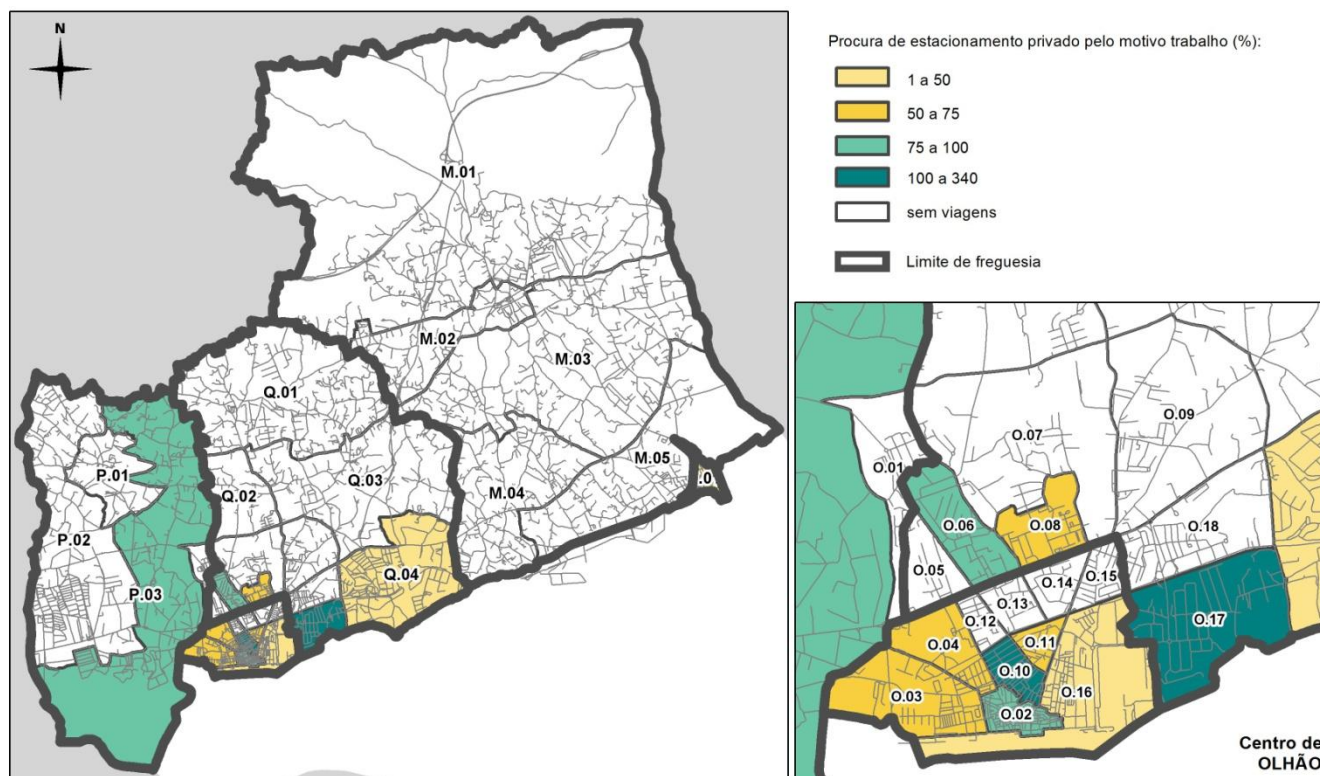 N
M.01
M.02
M.03
Q.01
P.01
Q.02
Q.03
M.05
.0
M.04
P.02
Q.04
P.03
Procura de estacionamento privado pelo motivo trabalho (%):
1 a 50
50 a 75
75 a 100
100 a 340
sem viagens
Limite de freguesia
O.09
O.07
O.01
O.06
O.08
O.18
O.05
O.14
O.15
O.13
O.12
O.17
O.04
O.11
O.10
O.03
O.16
O.02
Centro de
OLHÃO